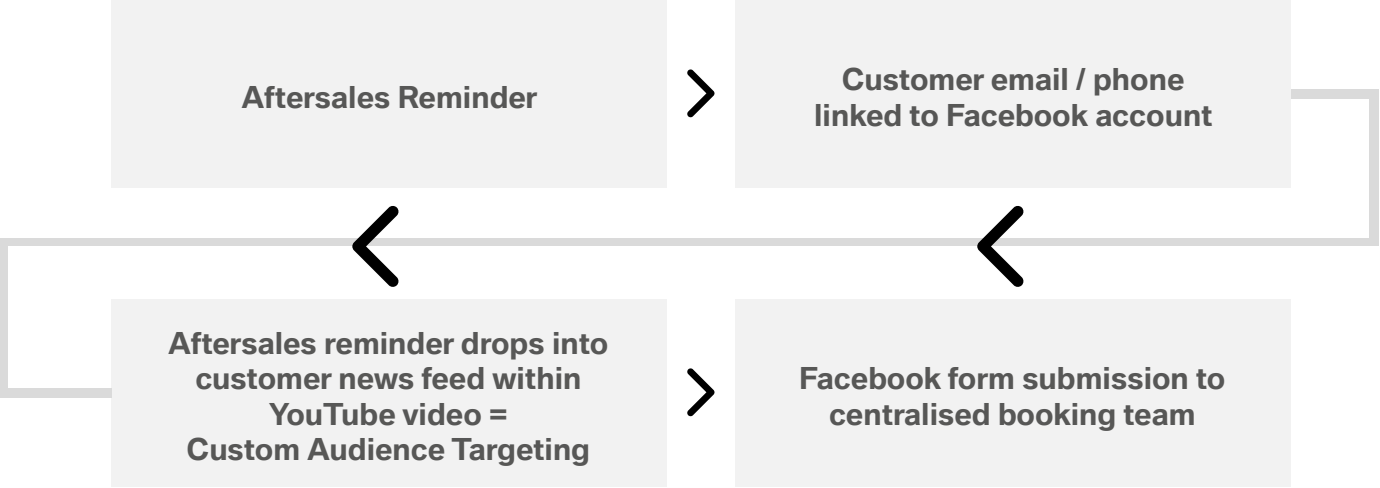 Aftersales Reminder
Customer email / phone
linked to Facebook account
Aftersales reminder drops into
customer news feed within
YouTube video =
Custom Audience Targeting
Facebook form submission to
centralised booking team